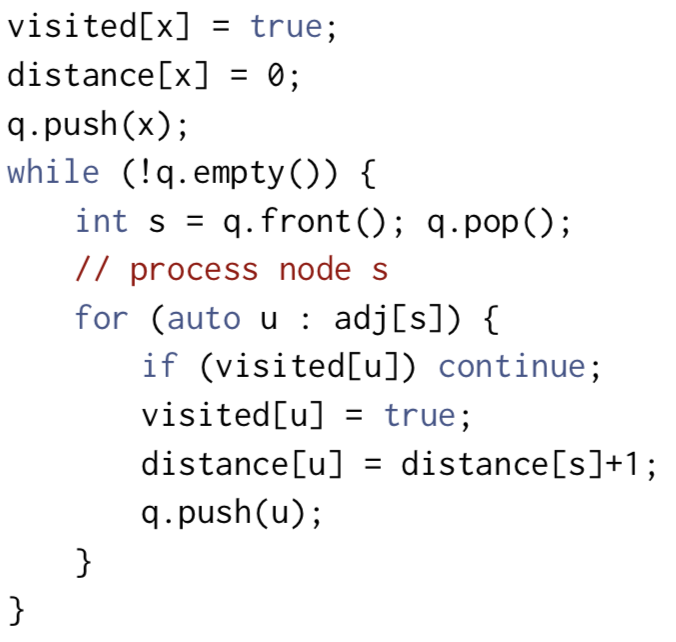 visited[x] = true;
distance[x] = 0;
q.push(x);
while (!q.empty()) {
    int s = q.front(); q.pop();
    // process node s
    for (auto u : adj[s]) {
        if (visited[u]) continue;
        visited[u] = true;
        distance[u] = distance[s]+1;
        q.push(u);
    }
}